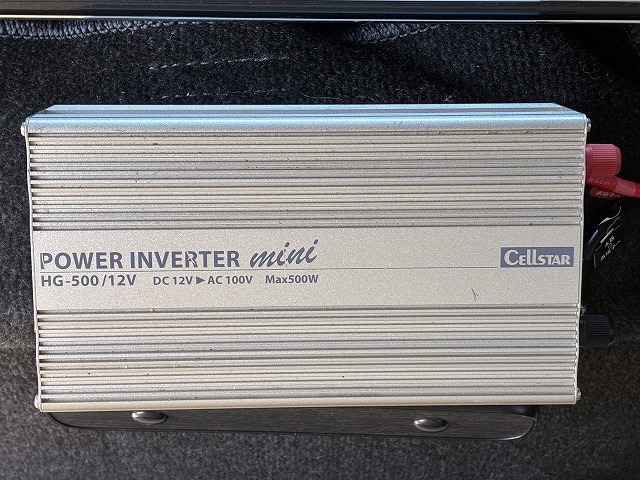 POWER INVERTER mini
CELLSTAR
HG-500/12V DC 12V▶AC 100V Max500W